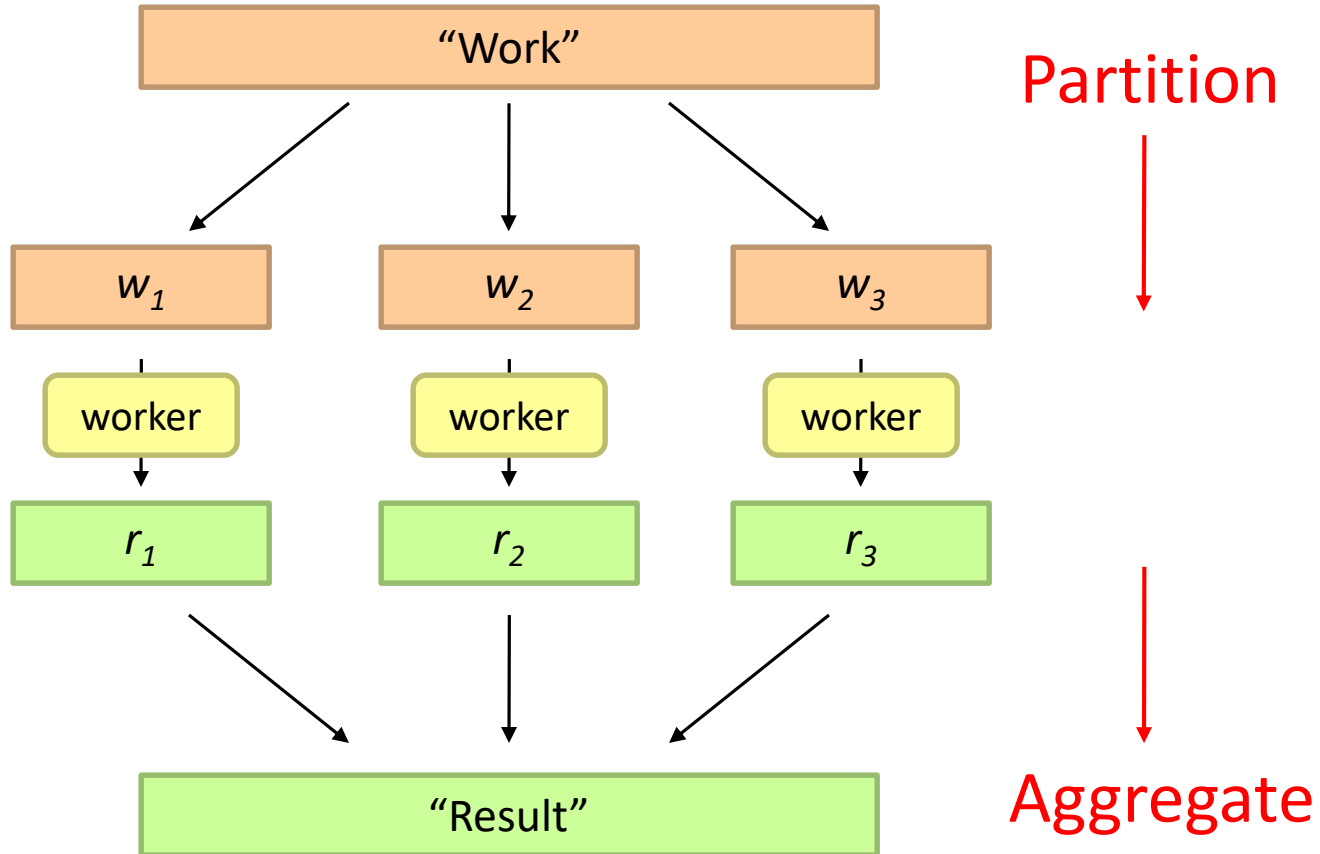 “Work”
Partition
w1
w2
w3
worker
worker
worker
r1
r2
r3
“Result”
Aggregate